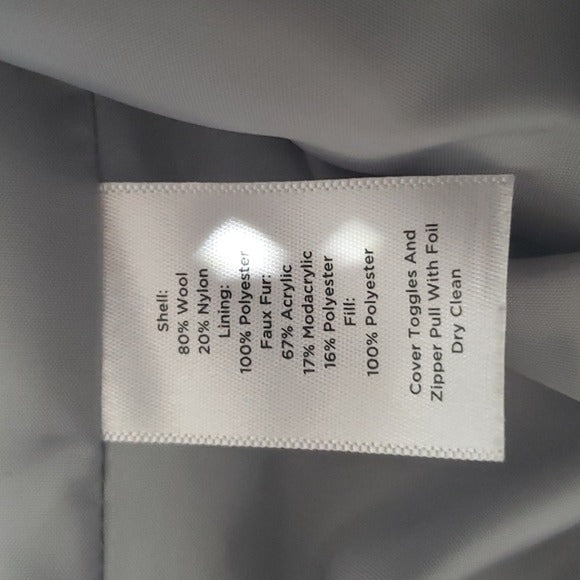 Shell:
80% Wool
20% Nylon
Lining:
100% Polyester
Faux Fur:
67% Acrylic
17% Modacrylic
16% Polyester
Fill:
100% Polyester
Cover Toggles And
Zipper Pull With Foil
Dry Clean